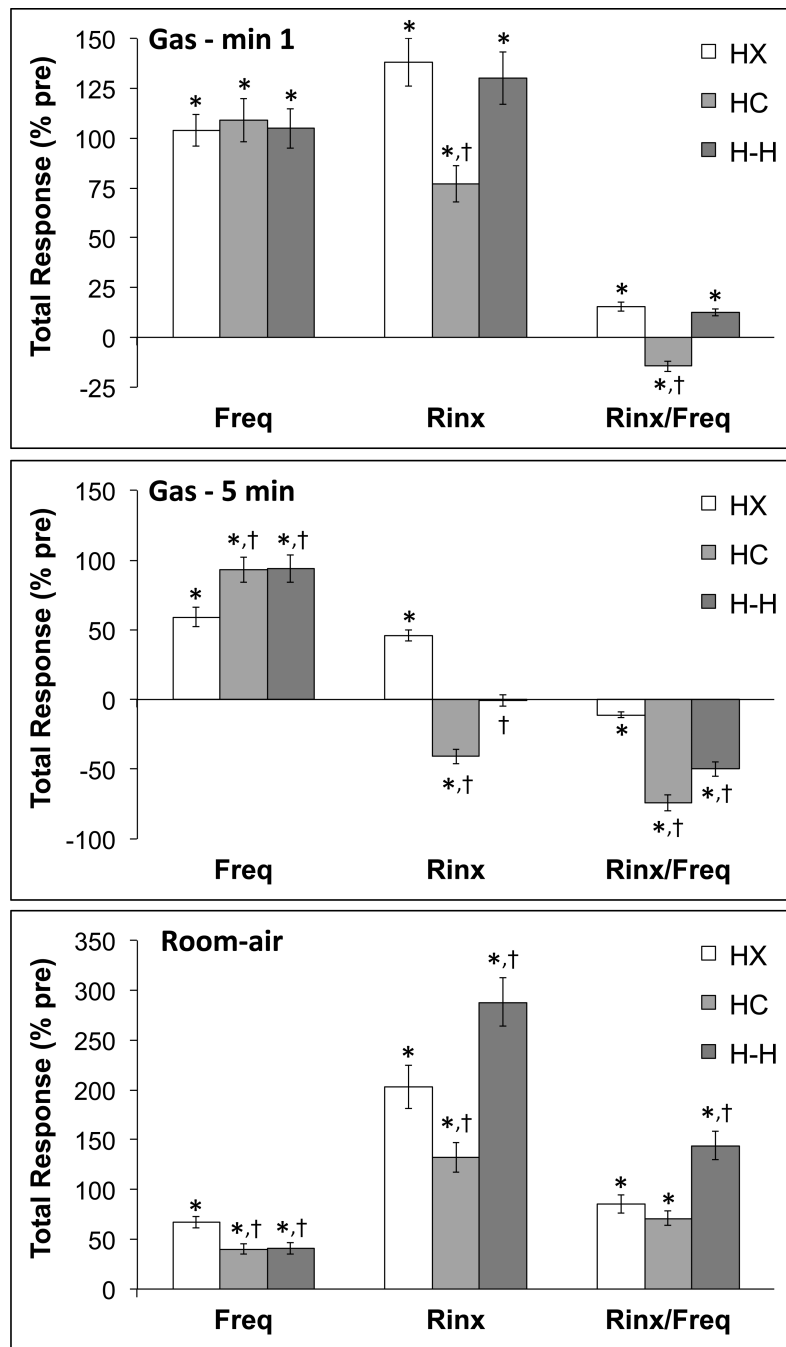 Gas - min 1
Total Response (% pre)
150
125
100
75
50
25
0
-25
* * *
* *,† *
* *,† *
HX
HC
H-H
Freq Rinx Rinx/Freq
Gas - 5 min
Total Response (% pre)
150
100
50
0
-50
-100
* *,† *,†
* *,† †
* *,† *,†
HX
HC
H-H
Freq Rinx Rinx/Freq
Room-air
Total Response (% pre)
350
300
250
200
150
100
50
0
* *,† *,†
* *,† *,†
* * *,†
HX
HC
H-H
Freq Rinx Rinx/Freq